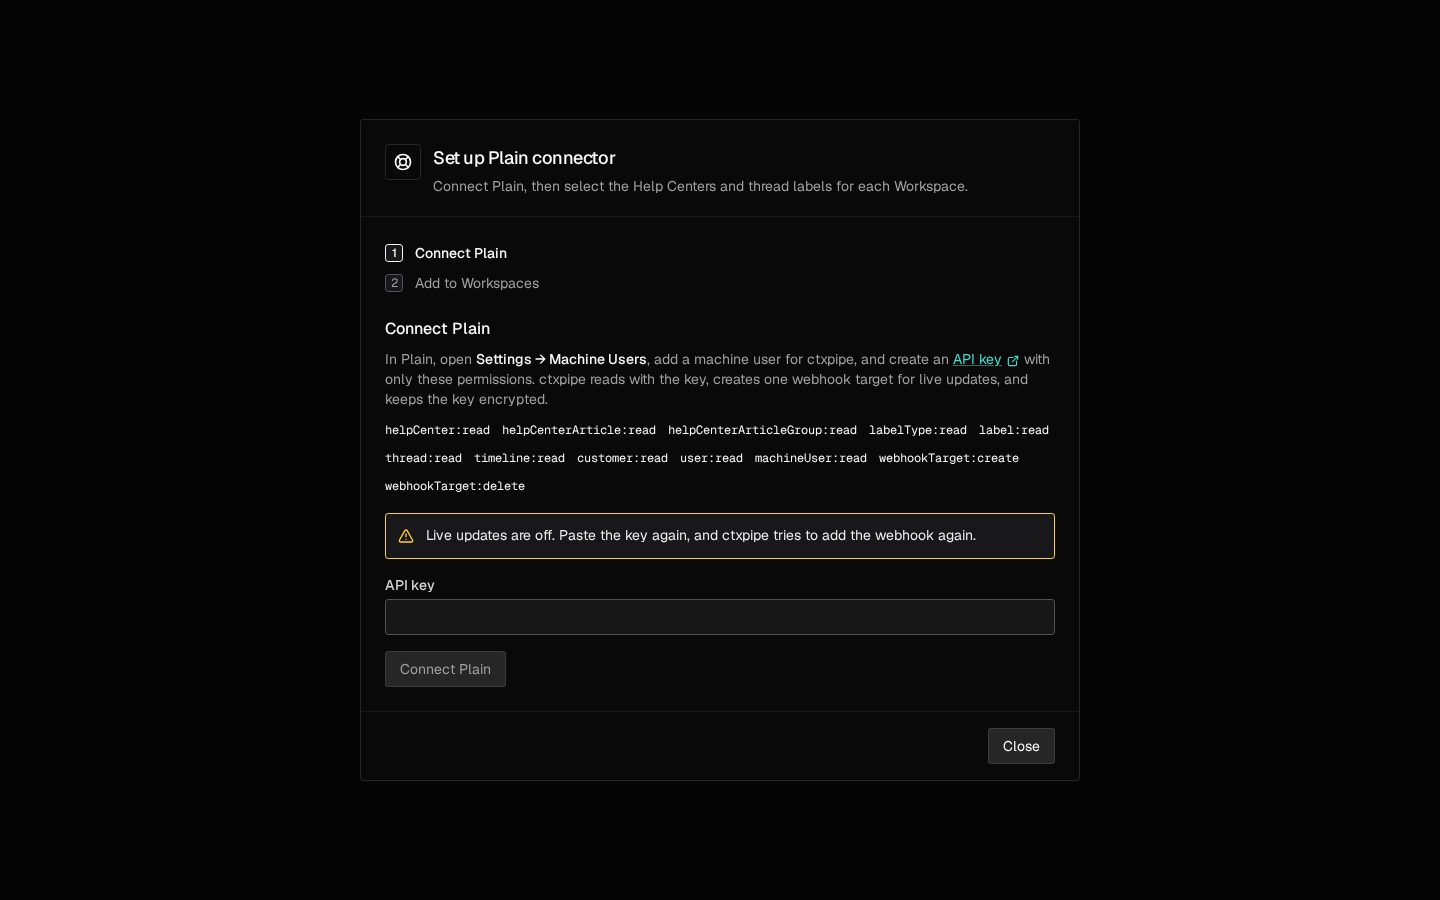 Set up Plain connector
Connect Plain, then select the Help Centers and thread labels for each Workspace.
1 Connect Plain
2 Add to Workspaces
Connect Plain
In Plain, open Settings → Machine Users, add a machine user for ctxpipe, and create an API key with
only these permissions. ctxpipe reads with the key, creates one webhook target for live updates, and
keeps the key encrypted.
helpCenter:read helpCenterArticle:read helpCenterArticleGroup:read labelType:read label:read
thread:read timeline:read customer:read user:read machineUser:read webhookTarget:create
webhookTarget:delete
Live updates are off. Paste the key again, and ctxpipe tries to add the webhook again.
API key
Connect Plain
Close